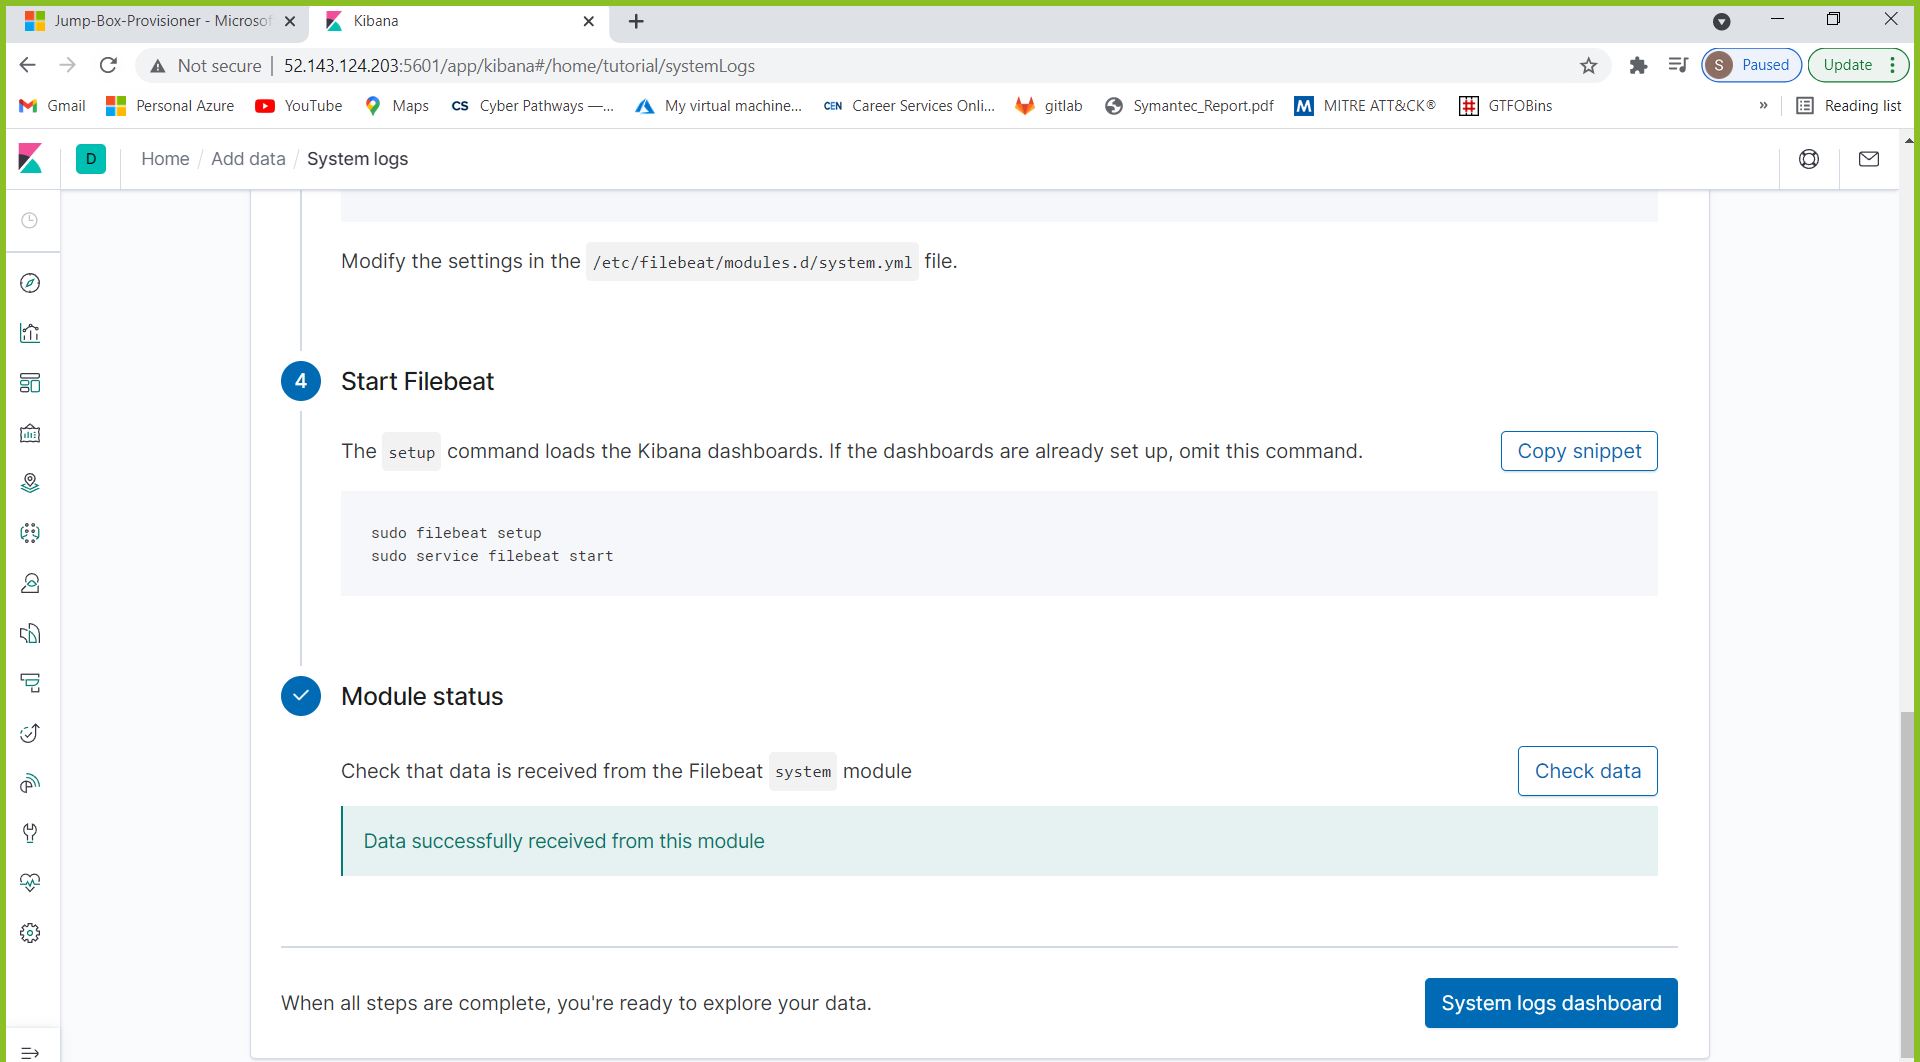 Jump-Box-Provisioner - Microsof
Kibana
Not secure
52.143.124.203:5601/app/kibana#/home/tutorial/systemLogs
S
Paused
Update
Gmail
Personal Azure
YouTube
Maps
CS
Cyber Pathways —...
My virtual machine...
CEN
Career Services Onli...
gitlab
Symantec_Report.pdf
M
MITRE ATT&CK®
GTFOBins
»
Reading list
D
Home / Add data / System logs
Modify the settings in the /etc/filebeat/modules.d/system.yml file.
4
Start Filebeat
The setup command loads the Kibana dashboards. If the dashboards are already set up, omit this command.
Copy snippet
sudo filebeat setup
sudo service filebeat start
Module status
Check that data is received from the Filebeat system module
Check data
Data successfully received from this module
When all steps are complete, you're ready to explore your data.
System logs dashboard